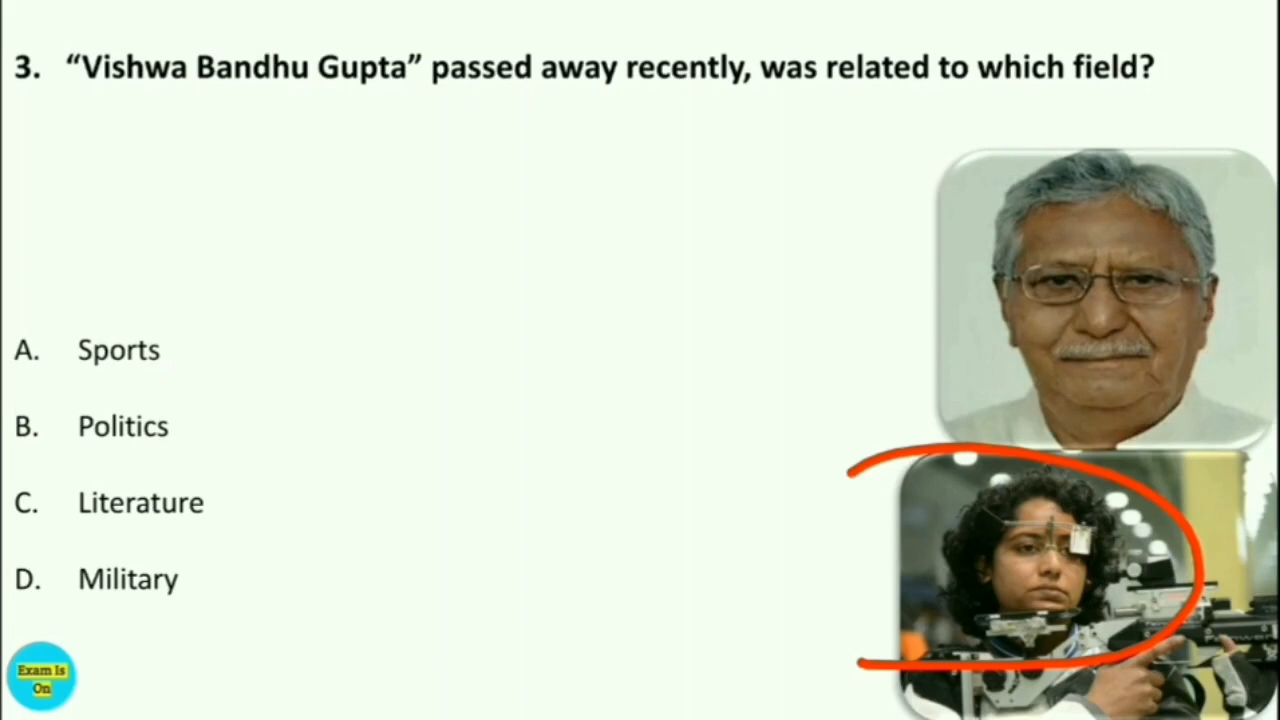 3. “Vishwa Bandhu Gupta” passed away recently, was related to which field?
A. Sports
B. Politics
C. Literature
D. Military
Exam Is
On